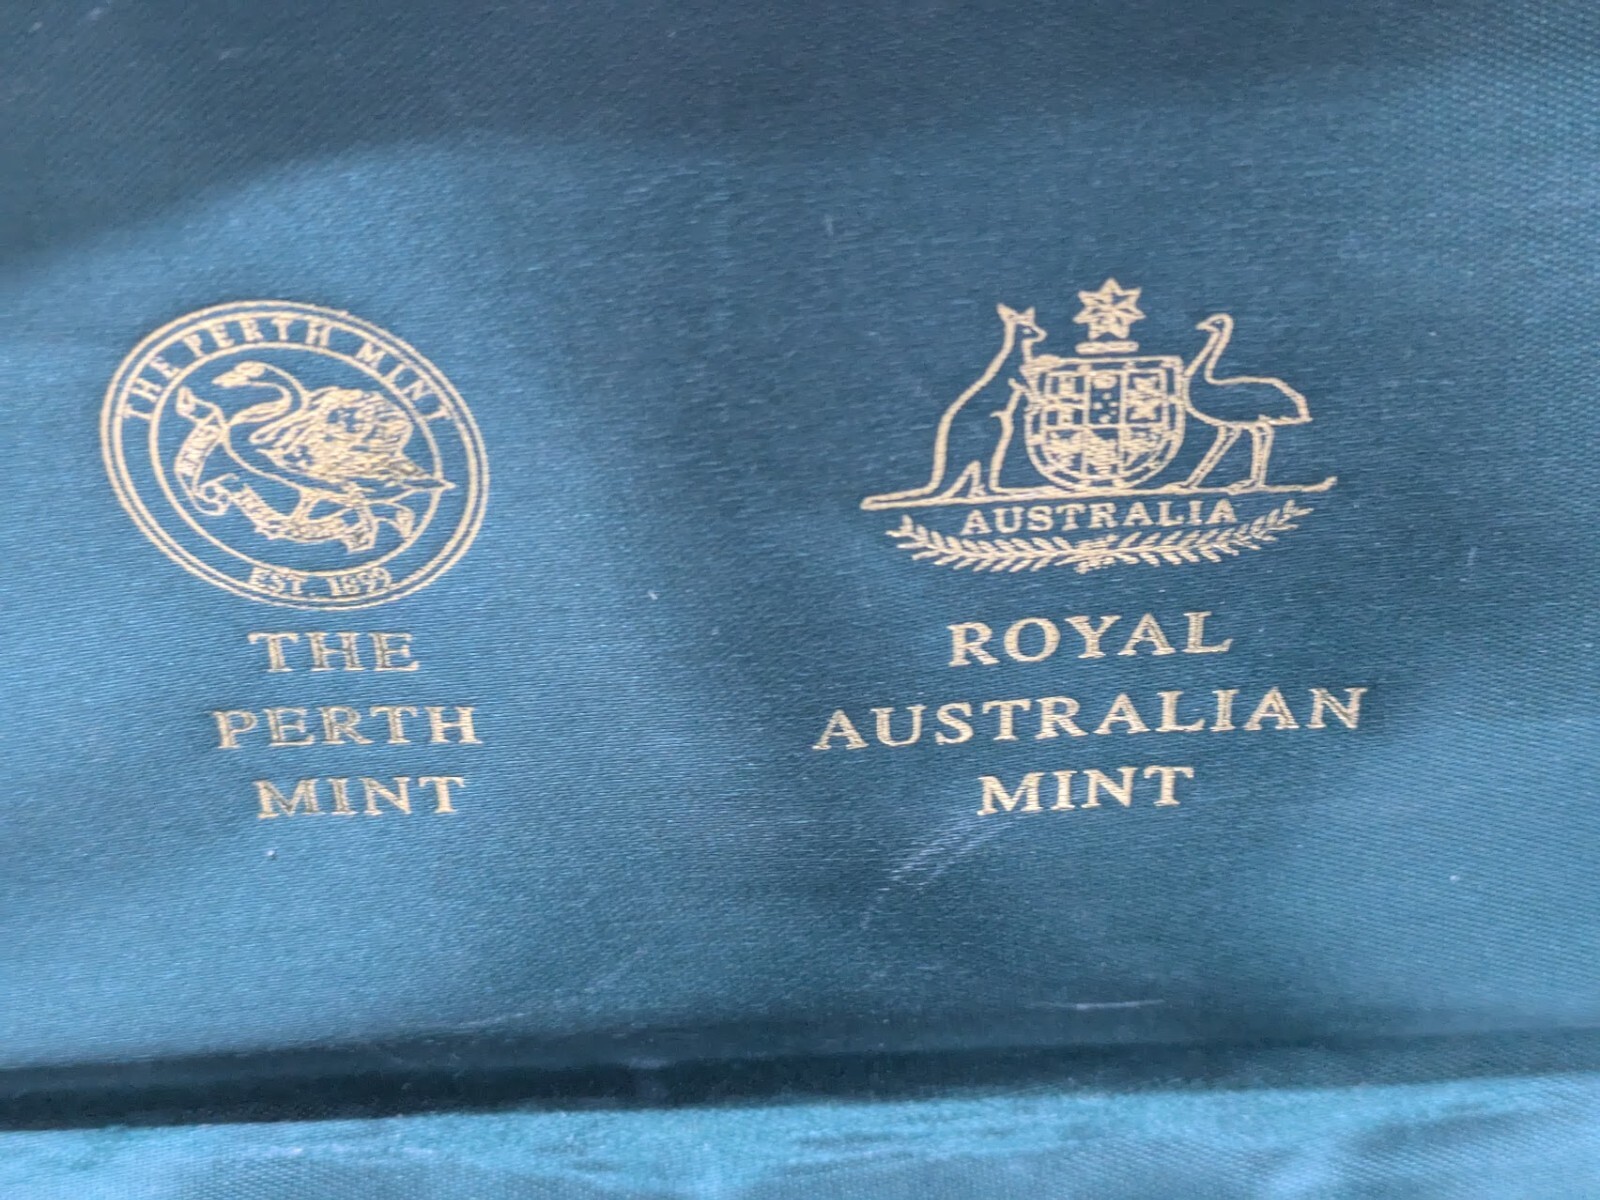 THE PERTH MINT
EST. 1899
THE
PERTH
MINT
AUSTRALIA
ROYAL
AUSTRALIAN
MINT